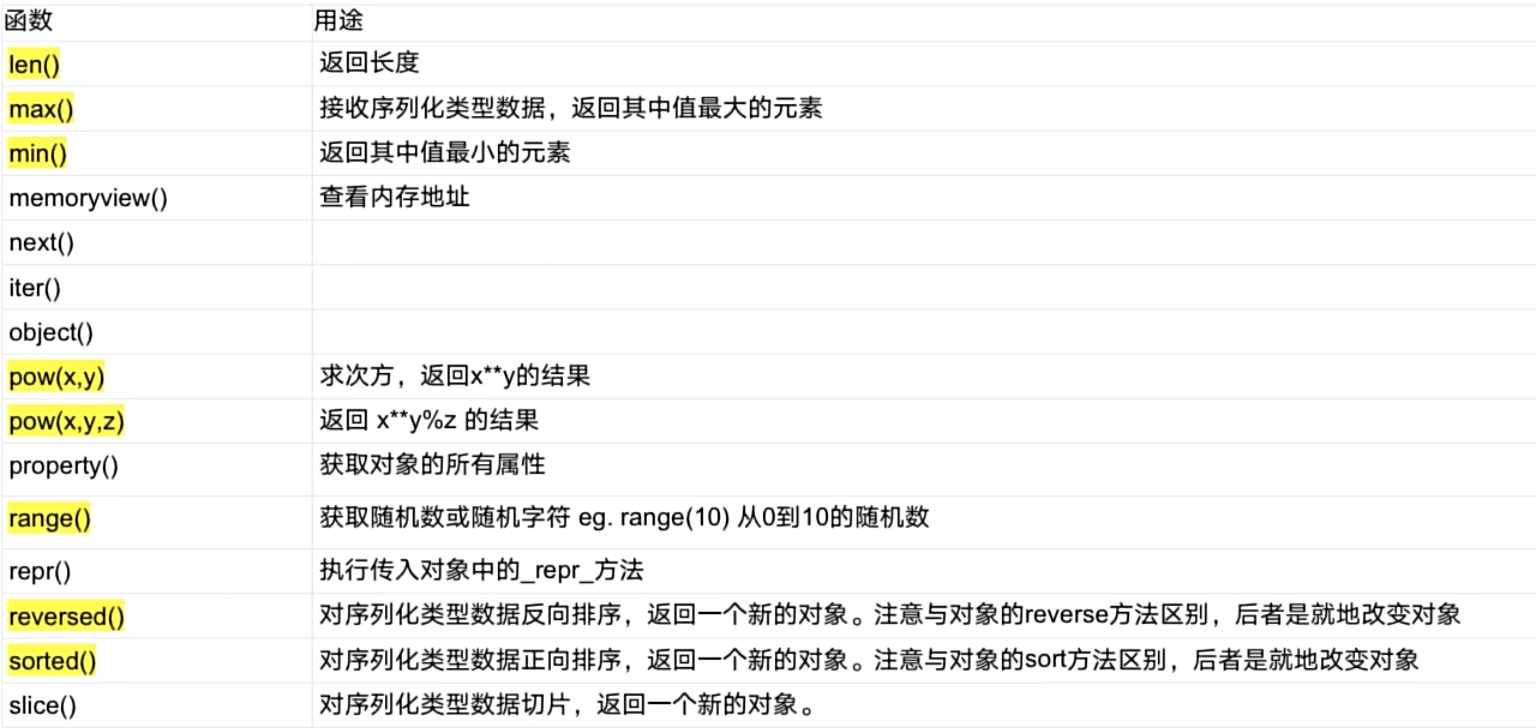 函数 用途
len() 返回长度
max() 接收序列化类型数据，返回其中值最大的元素
min() 返回其中值最小的元素
memoryview() 查看内存地址
next()
iter()
object()
pow(x,y) 求次方，返回x**y的结果
pow(x,y,z) 返回 x**y%z 的结果
property() 获取对象的所有属性
range() 获取随机数或随机字符 eg. range(10) 从0到10的随机数
repr() 执行传入对象中的_repr_方法
reversed() 对序列化类型数据反向排序，返回一个新的对象。注意与对象的reverse方法区别，后者是就地改变对象
sorted() 对序列化类型数据正向排序，返回一个新的对象。注意与对象的sort方法区别，后者是就地改变对象
slice() 对序列化类型数据切片，返回一个新的对象。